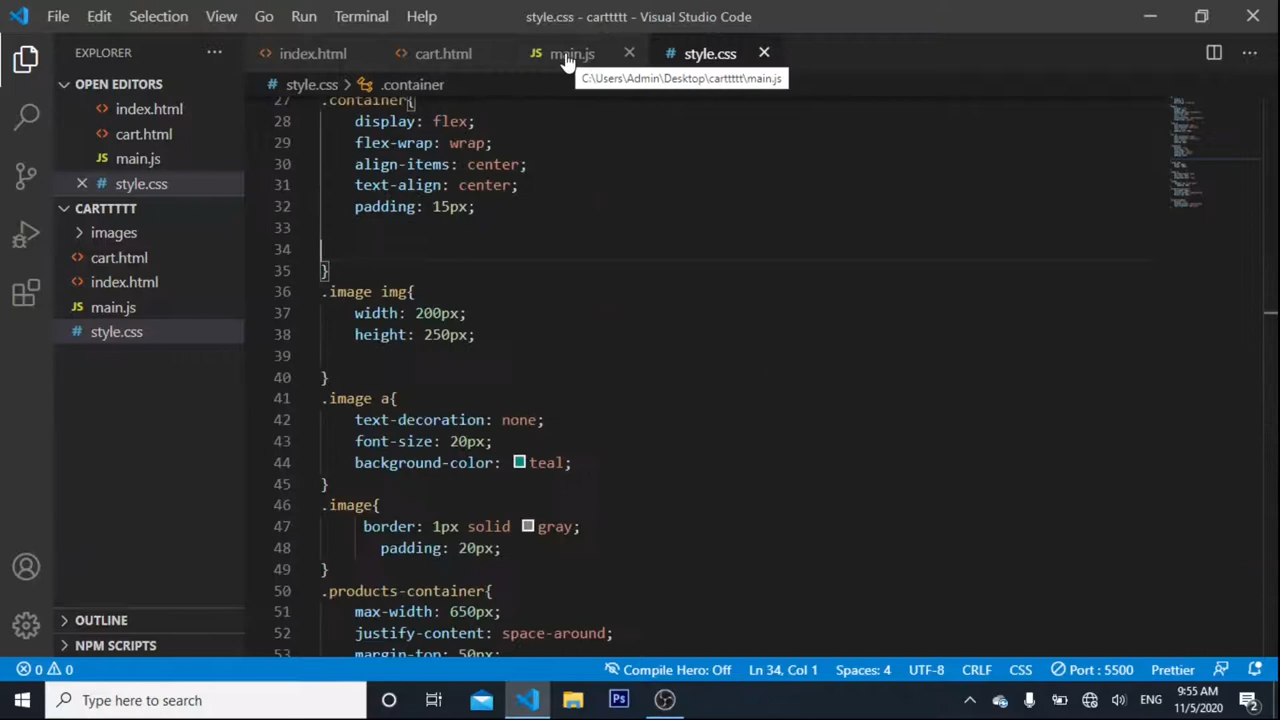 File Edit Selection View Go Run Terminal Help
style.css - carttttt - Visual Studio Code
EXPLORER
index.html
cart.html
JS main.js
# style.css
C:\Users\Admin\Desktop\carttttt\main.js
OPEN EDITORS
index.html
cart.html
JS main.js
# style.css
CARTTTTT
images
cart.html
index.html
JS main.js
# style.css
OUTLINE
NPM SCRIPTS
# style.css > .container
27 .container{
28 display: flex;
29 flex-wrap: wrap;
30 align-items: center;
31 text-align: center;
32 padding: 15px;
33
34
35 }
36 .image img{
37 width: 200px;
38 height: 250px;
39
40 }
41 .image a{
42 text-decoration: none;
43 font-size: 20px;
44 background-color: teal;
45 }
46 .image{
47 border: 1px solid gray;
48 padding: 20px;
49 }
50 .products-container{
51 max-width: 650px;
52 justify-content: space-around;
53 margin-top: 50px;
0 0
Compile Hero: Off
Ln 34, Col 1
Spaces: 4
UTF-8
CRLF
CSS
Port : 5500
Prettier
Type here to search
Ps
ENG
9:55 AM
11/5/2020
2